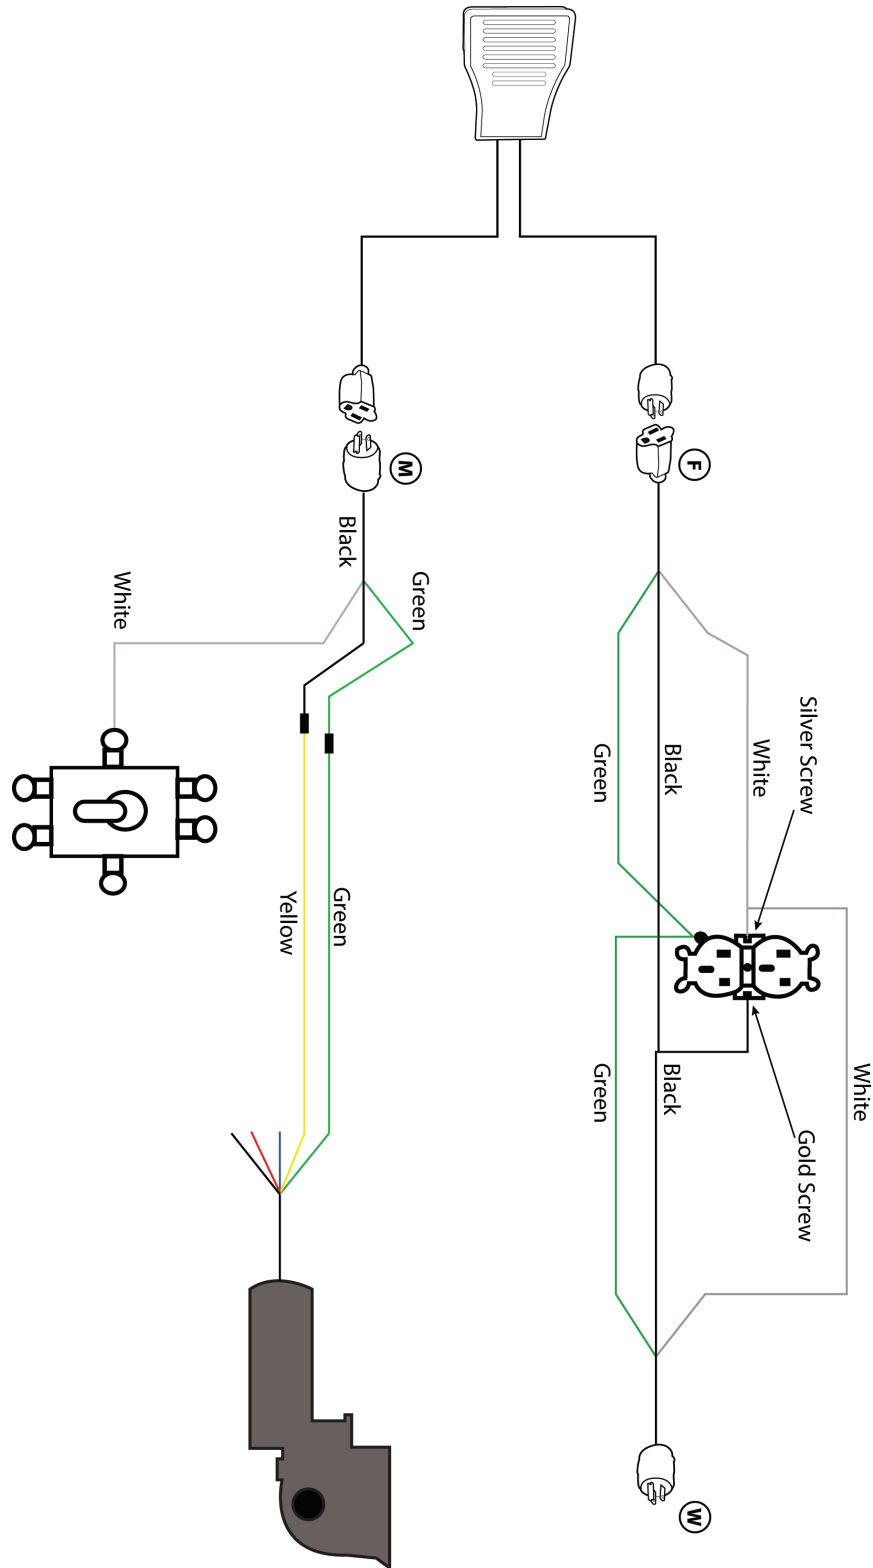 White
Silver Screw
Gold Screw
White
F
W
Black
Black
Green
Green
Green
M
Black
Green
Yellow
White